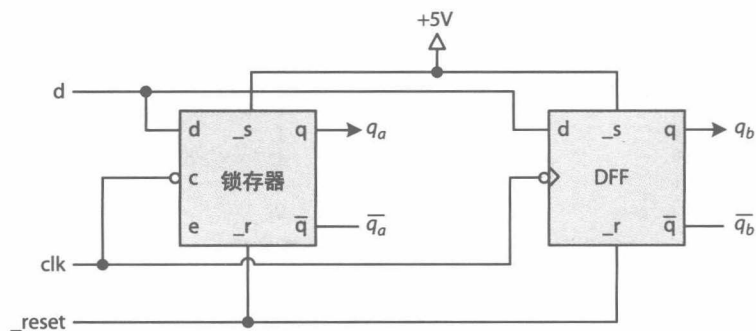 +5V
d
d _s q
q_a
d _s q
q_b
c 锁存器
DFF
e _r q̅
q̅_a̅
_r q̅
q̅_b̅
clk
_reset